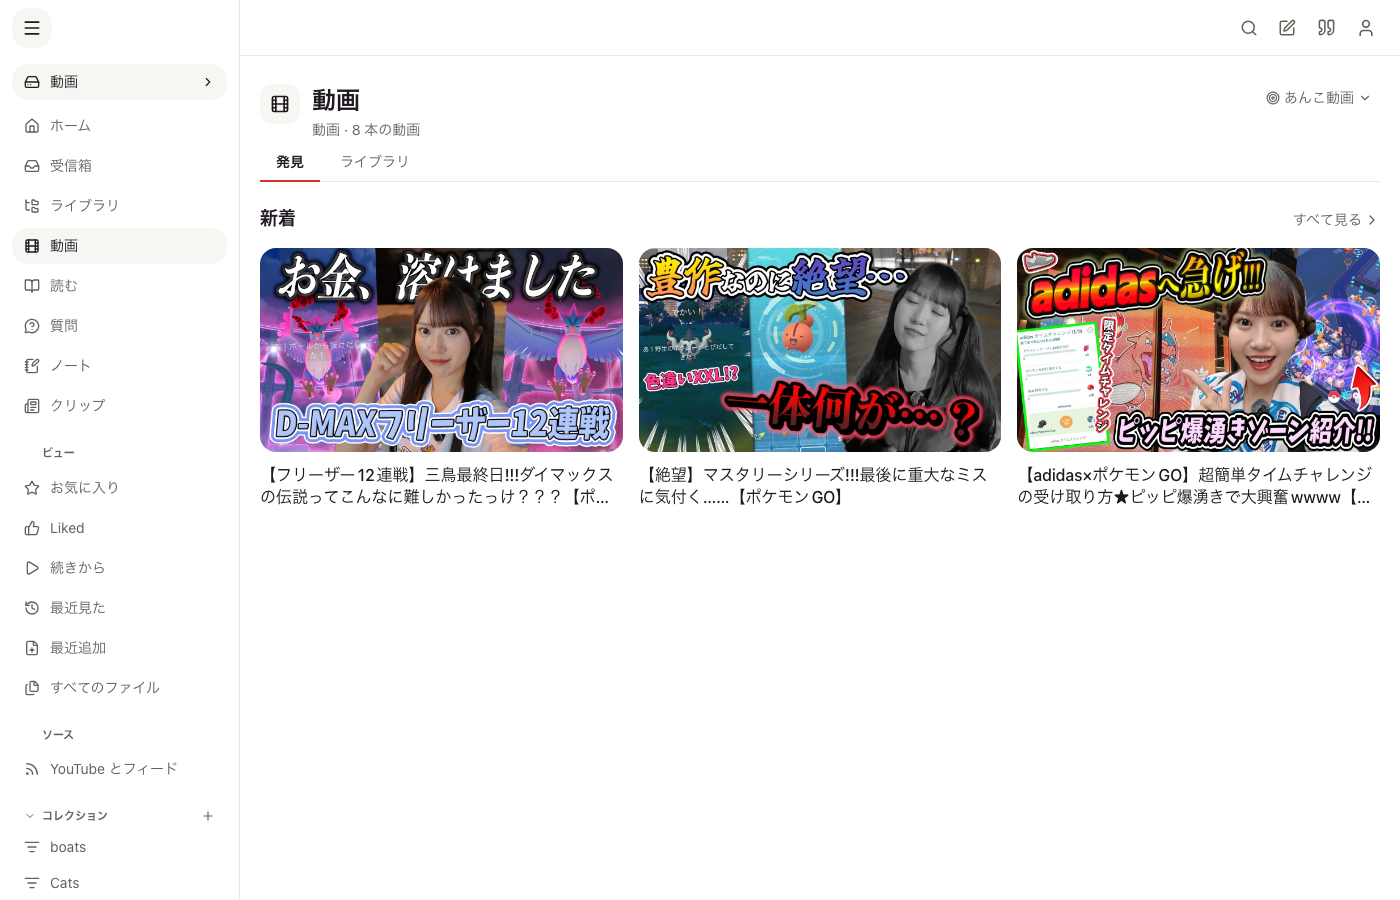 動画
ホーム
受信箱
ライブラリ
動画
読む
質問
ノート
クリップ
ビュー
お気に入り
Liked
続きから
最近見た
最近追加
すべてのファイル
ソース
YouTube とフィード
コレクション
boats
Cats
動画
動画 · 8 本の動画
あんこ動画
発見
ライブラリ
新着
すべて見る
お金、溶けました
D-MAXフリーザー12連戦
【フリーザー12連戦】三鳥最終日!!!ダイマックス
の伝説ってこんなに難しかったっけ？？？【ポ...
豊作なのに絶望…
でかい！
色違いXXL!?
一体何が…？
【絶望】マスタリーシリーズ!!!最後に重大なミス
に気付く......【ポケモンGO】
adidasへ急げ!!!
限定タイムチャレンジ
ピッピ爆湧きゾーン紹介!!
【adidas×ポケモンGO】超簡単タイムチャレンジ
の受け取り方★ピッピ爆湧きで大興奮wwww【...